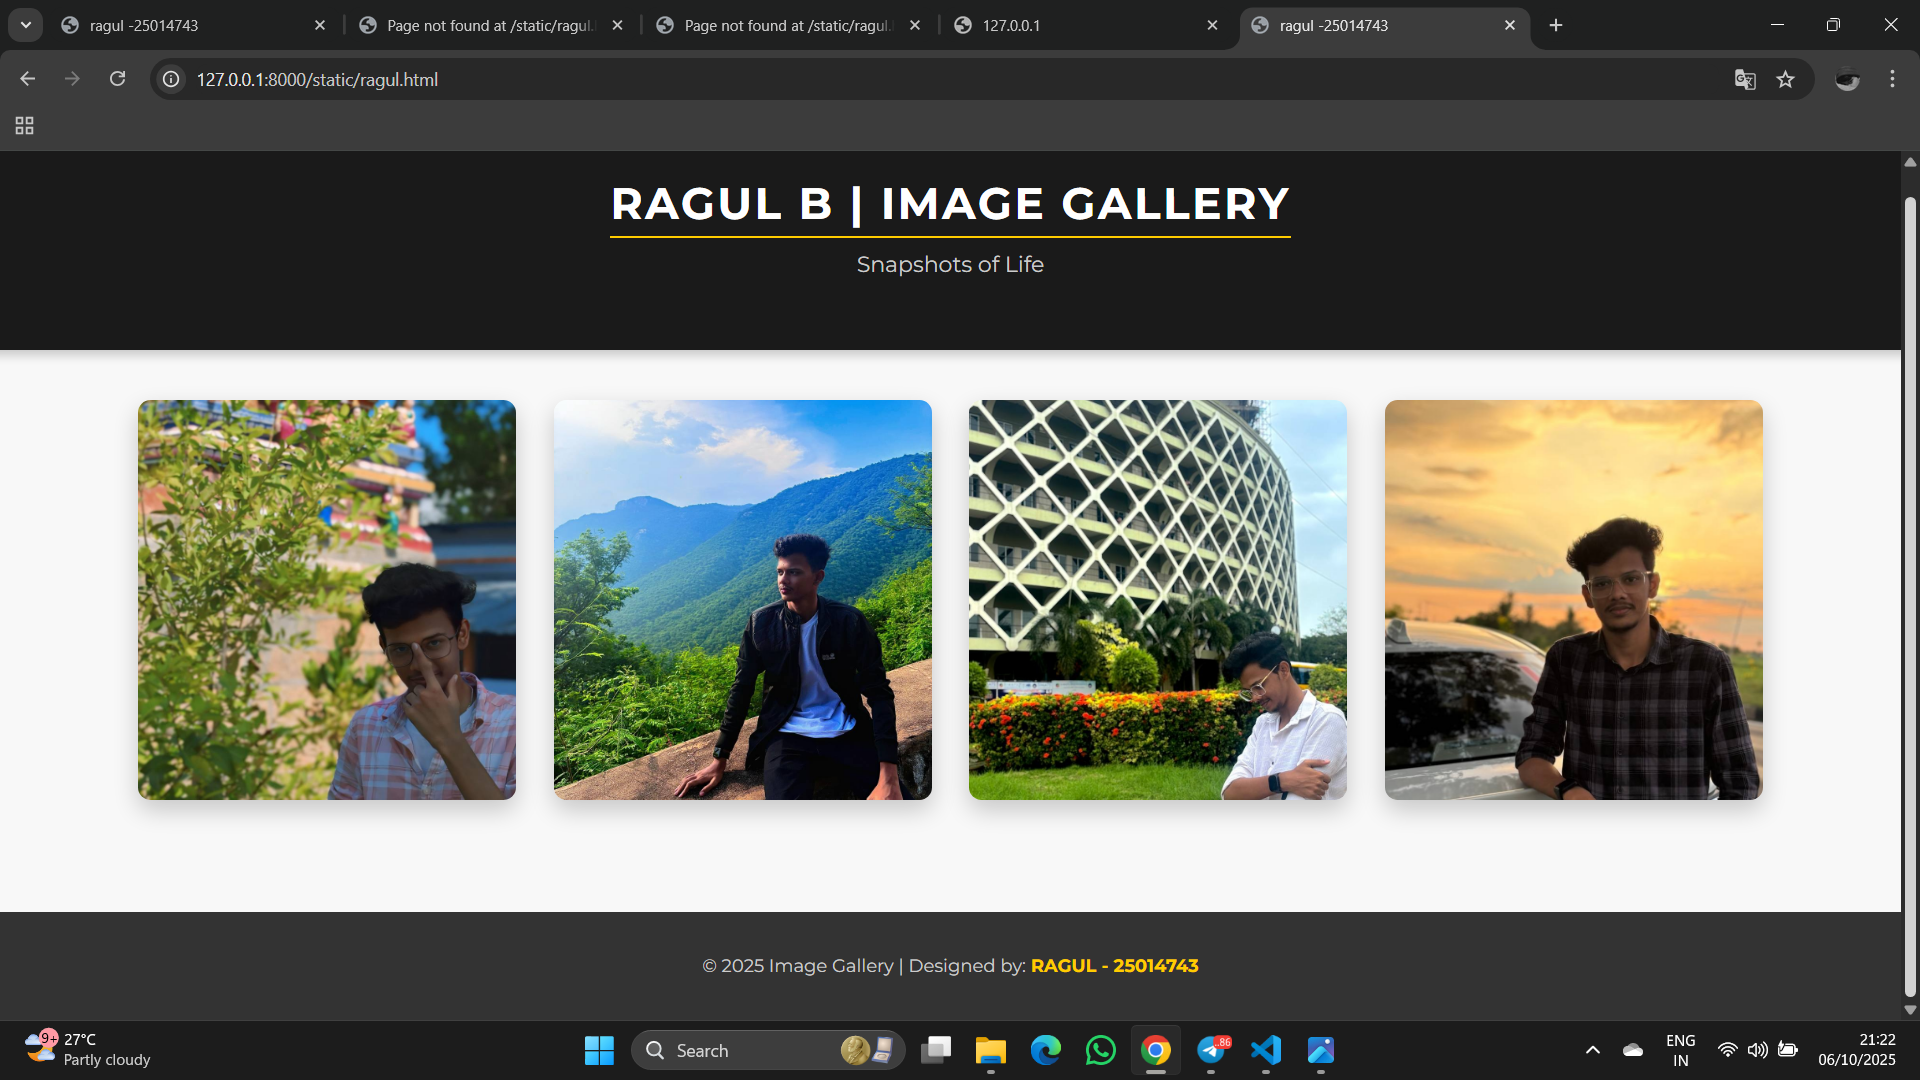 ragul -25014743
Page not found at /static/ragul.
Page not found at /static/ragul.
127.0.0.1
ragul -25014743
127.0.0.1:8000/static/ragul.html
RAGUL B | IMAGE GALLERY
Snapshots of Life
© 2025 Image Gallery | Designed by: RAGUL - 25014743
9+
27°C
Partly cloudy
Search
.86
ENG
IN
21:22
06/10/2025